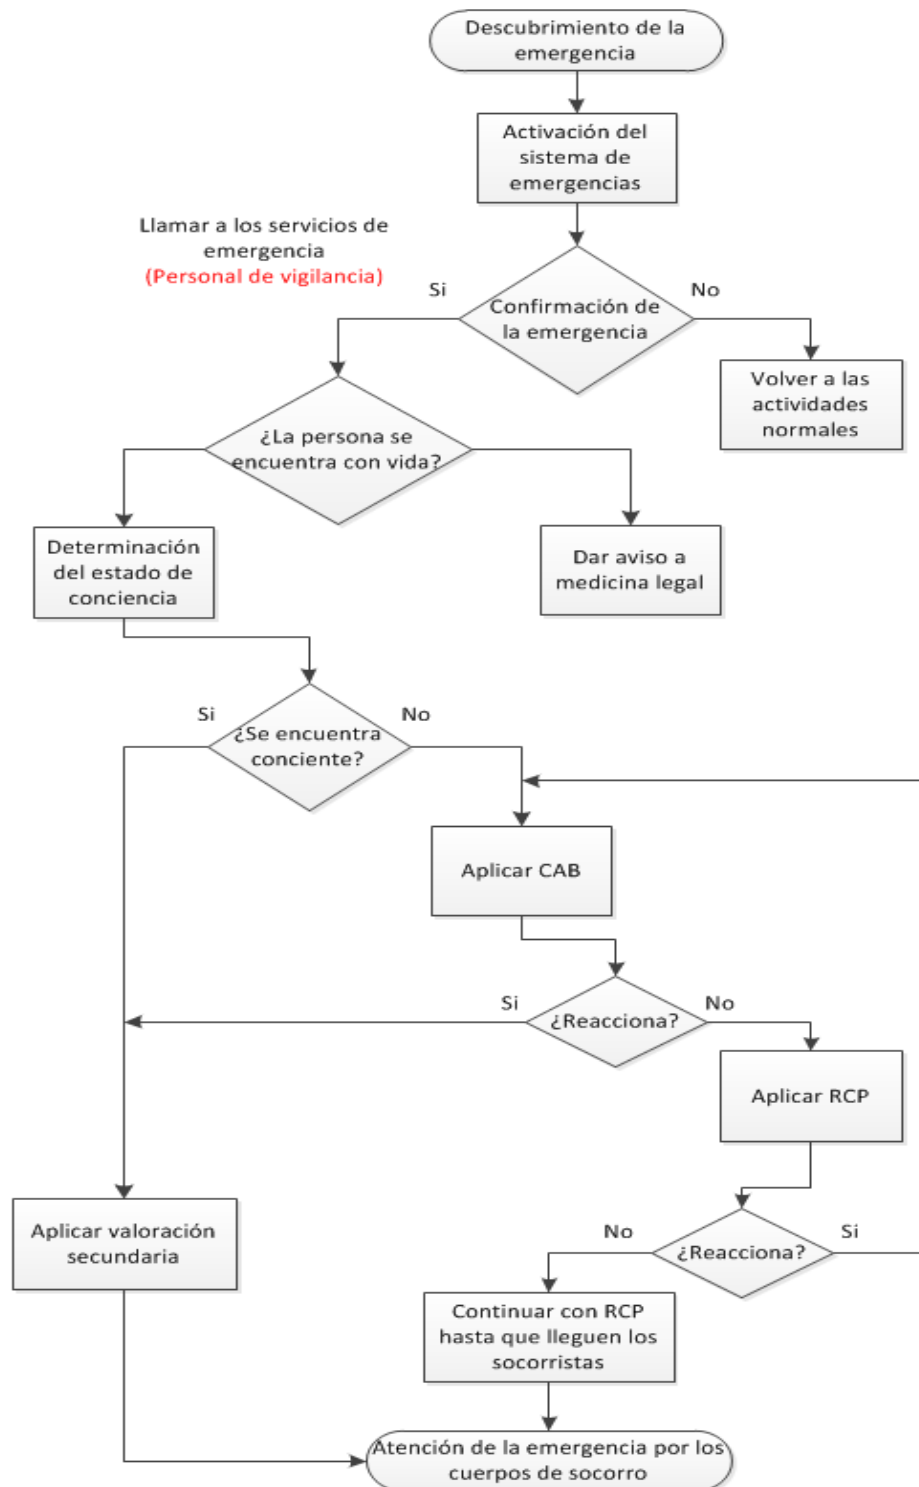 Descubrimiento de la
emergencia
Activación del
sistema de
emergencias
Llamar a los servicios de
emergencia
(Personal de vigilancia)
Si
No
Confirmación de
la emergencia
Volver a las
actividades
normales
¿La persona se
encuentra con vida?
Determinación
del estado de
conciencia
Dar aviso a
medicina legal
Si
No
¿Se encuentra
conciente?
Aplicar CAB
Si
No
¿Reacciona?
Aplicar RCP
Aplicar valoración
secundaria
No
Si
¿Reacciona?
Continuar con RCP
hasta que lleguen los
socorristas
Atención de la emergencia por los
cuerpos de socorro